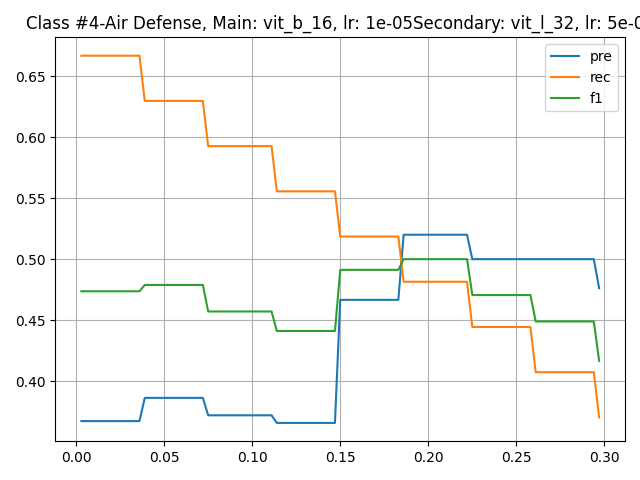 Class #4-Air Defense, Main: vit_b_16, lr: 1e-05Secondary: vit_l_32, lr: 5e-0
pre
rec
f1
0.65
0.60
0.55
0.50
0.45
0.40
0.00 0.05 0.10 0.15 0.20 0.25 0.30